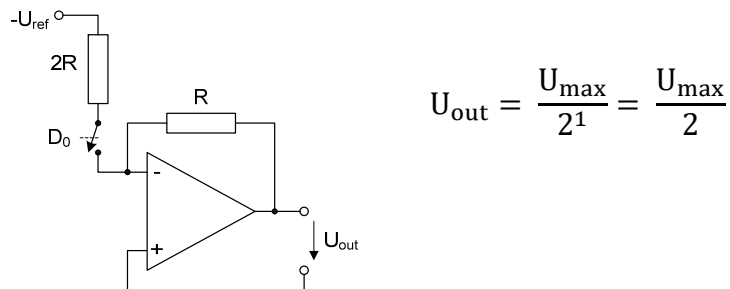 -U_ref
2R
R
D_0
-
+
U_out
U_out = U_max / 2^1 = U_max / 2